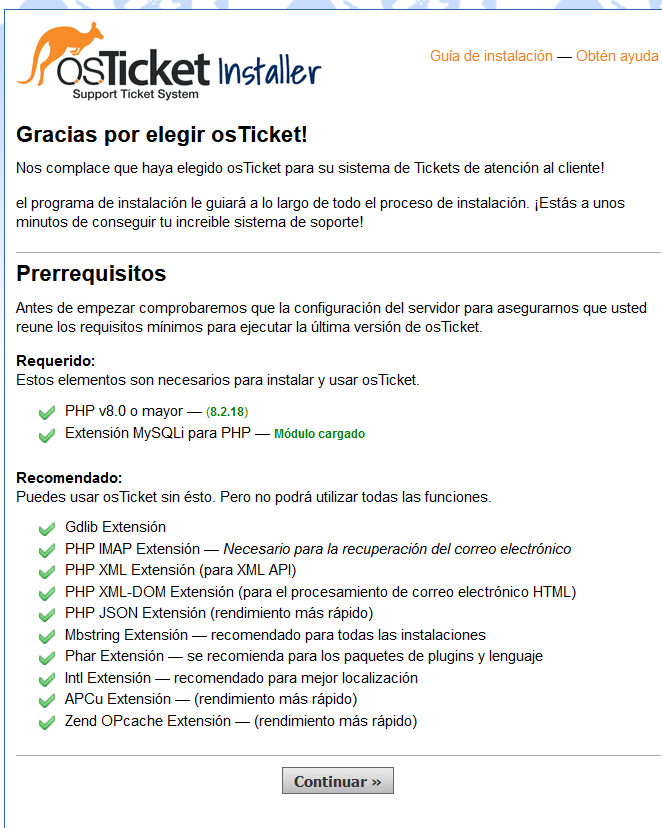 osTicket Installer
Support Ticket System
Guía de instalación — Obtén ayuda
Gracias por elegir osTicket!
Nos complace que haya elegido osTicket para su sistema de Tickets de atención al cliente!
el programa de instalación le guiará a lo largo de todo el proceso de instalación. ¡Estás a unos
minutos de conseguir tu increible sistema de soporte!
Prerrequisitos
Antes de empezar comprobaremos que la configuración del servidor para asegurarnos que usted
reune los requisitos mínimos para ejecutar la última versión de osTicket.
Requerido:
Estos elementos son necesarios para instalar y usar osTicket.
PHP v8.0 o mayor — (8.2.18)
Extensión MySQLi para PHP — Módulo cargado
Recomendado:
Puedes usar osTicket sin ésto. Pero no podrá utilizar todas las funciones.
Gdlib Extensión
PHP IMAP Extensión — Necesario para la recuperación del correo electrónico
PHP XML Extensión (para XML API)
PHP XML-DOM Extensión (para el procesamiento de correo electrónico HTML)
PHP JSON Extensión (rendimiento más rápido)
Mbstring Extensión — recomendado para todas las instalaciones
Phar Extensión — se recomienda para los paquetes de plugins y lenguaje
Intl Extensión — recomendado para mejor localización
APCu Extensión — (rendimiento más rápido)
Zend OPcache Extensión — (rendimiento más rápido)
Continuar »